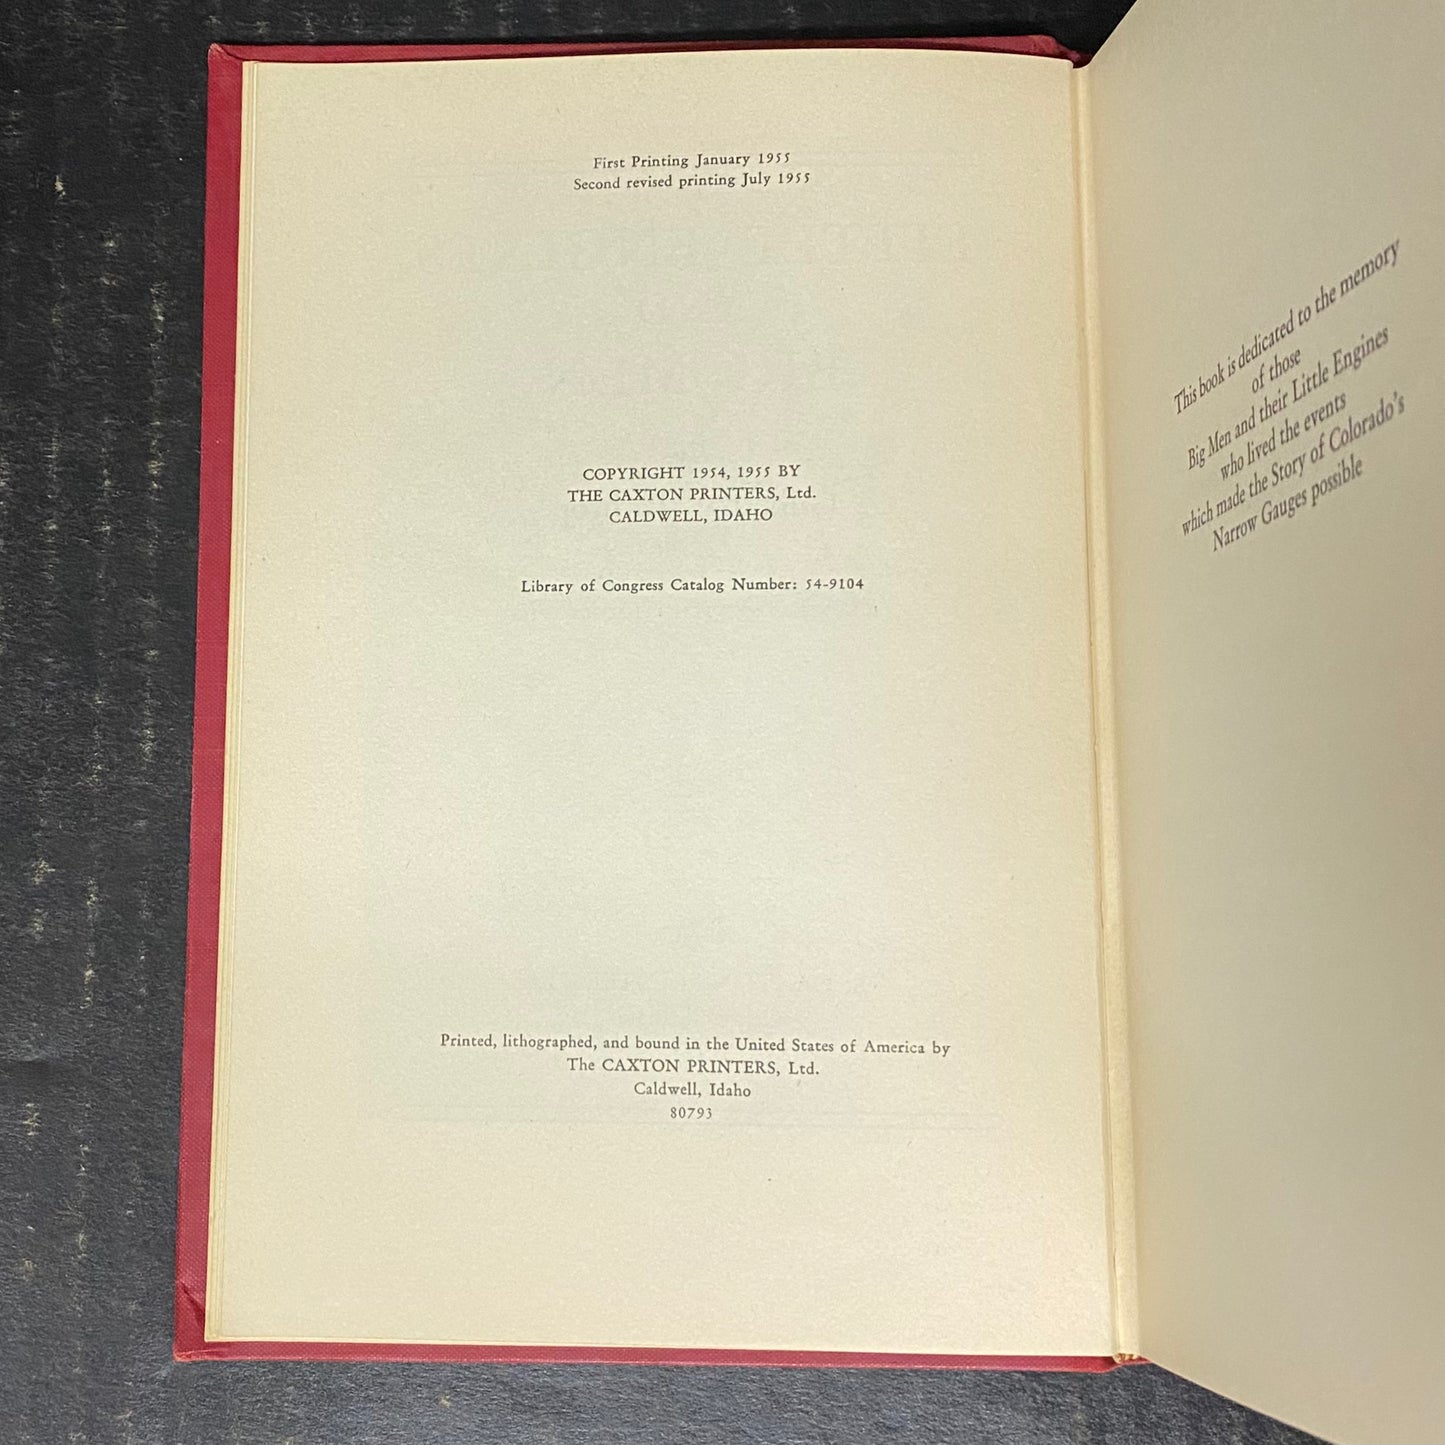 First Printing January 1955
Second revised printing July 1955
COPYRIGHT 1954, 1955 BY
THE CAXTON PRINTERS, Ltd.
CALDWELL, IDAHO
Library of Congress Catalog Number: 54-9104
Printed, lithographed, and bound in the United States of America by
The CAXTON PRINTERS, Ltd.
Caldwell, Idaho
80793
This book is dedicated to the memory
of those
Big Men and their Little Engines
who lived the events
which made the Story of Colorado's
Narrow Gauges possible